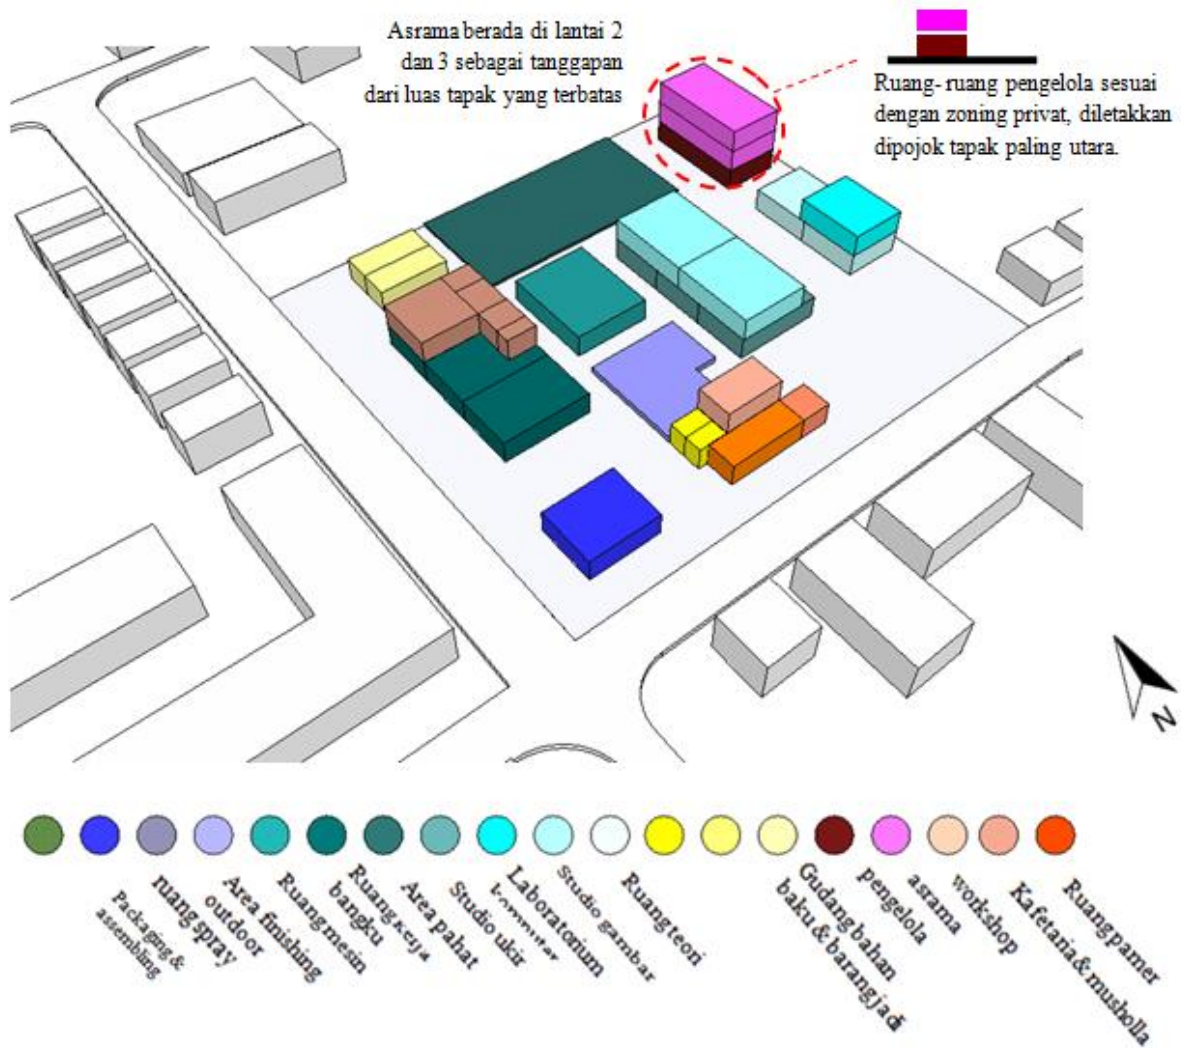 Asrama berada di lantai 2
dan 3 sebagai tanggapan
dari luas tapak yang terbatas
Ruang- ruang pengelola sesuai
dengan zoning privat, diletakkan
dipojok tapak paling utara.
N
Packaging &
assembling
ruang spray
outdoor
Area finishing
Ruang mesin
bangku
Ruang kerja
Area pahat
Studio ukir
Laboratorium
Studio gambar
Ruang teori
Gudang bahan
baku & barang jadi
pengelola
asrama
workshop
Kafetaria & musholla
Ruang pamer